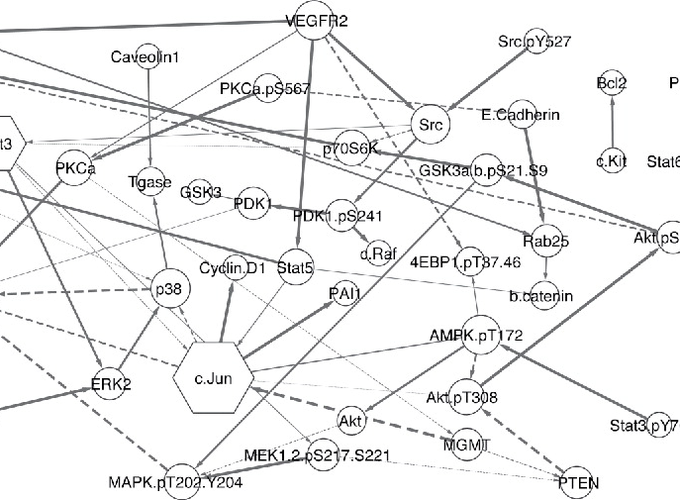 VEGFR2
Src.pY527
Caveolin1
Bcl2
P
PKCa.pS567
E.Cadherin
Src
t3
p70S6K
c.Kit
Stat6
PKCa
GSK3a.b.pS21.S9
Tgase
GSK3
PDK1
PDK1.pS241
Rab25
Akt.pS
c.Raf
4EBP1.pT37.46
Cyclin.D1
Stat5
p38
PAI1
b.catenin
AMPK.pT172
c.Jun
ERK2
Akt.pT308
Akt
Stat3.pY7
MGMT
MEK1.2.pS217.S221
MAPK.pT202.Y204
PTEN